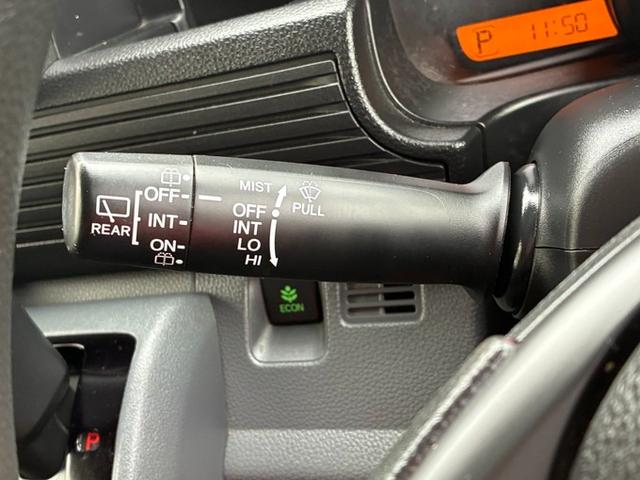 P 11:50
OFF
INT
ON
REAR
MIST
OFF
INT
LO
HI
PULL
ECON
P